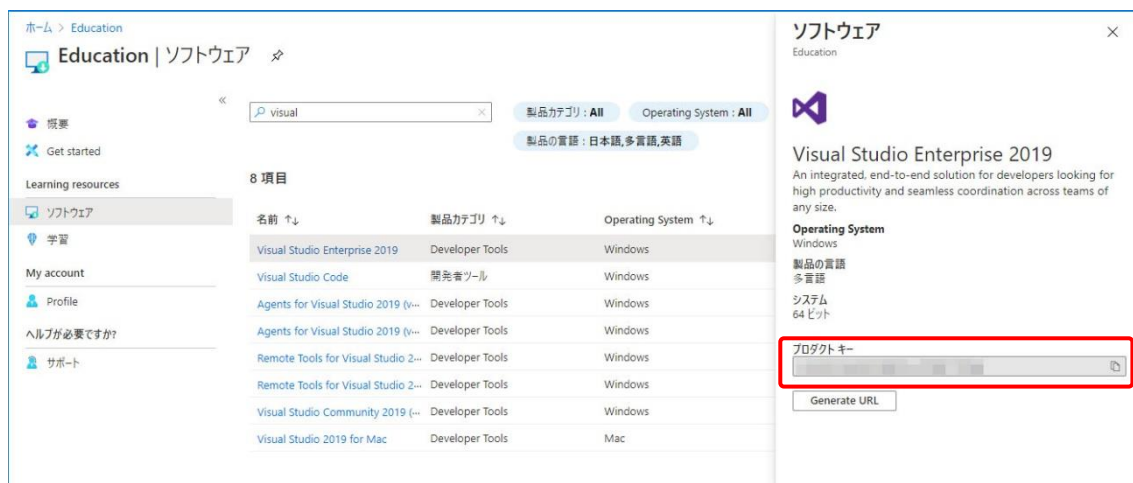 ホーム > Education
Education | ソフトウェア
«
概要
Get started
Learning resources
ソフトウェア
学習
My account
Profile
ヘルプが必要ですか?
サポート
visual
製品カテゴリ : All
Operating System : All
製品の言語 : 日本語,多言語,英語
8 項目
名前 ↑↓ 製品カテゴリ ↑↓ Operating System ↑↓
Visual Studio Enterprise 2019 Developer Tools Windows
Visual Studio Code 開発者ツール Windows
Agents for Visual Studio 2019 (v... Developer Tools Windows
Agents for Visual Studio 2019 (v... Developer Tools Windows
Remote Tools for Visual Studio 2... Developer Tools Windows
Remote Tools for Visual Studio 2... Developer Tools Windows
Visual Studio Community 2019 (... Developer Tools Windows
Visual Studio 2019 for Mac Developer Tools Mac
ソフトウェア
Education
Visual Studio Enterprise 2019
An integrated, end-to-end solution for developers looking for
high productivity and seamless coordination across teams of
any size.
Operating System
Windows
製品の言語
多言語
システム
64 ビット
プロダクト キー
Generate URL